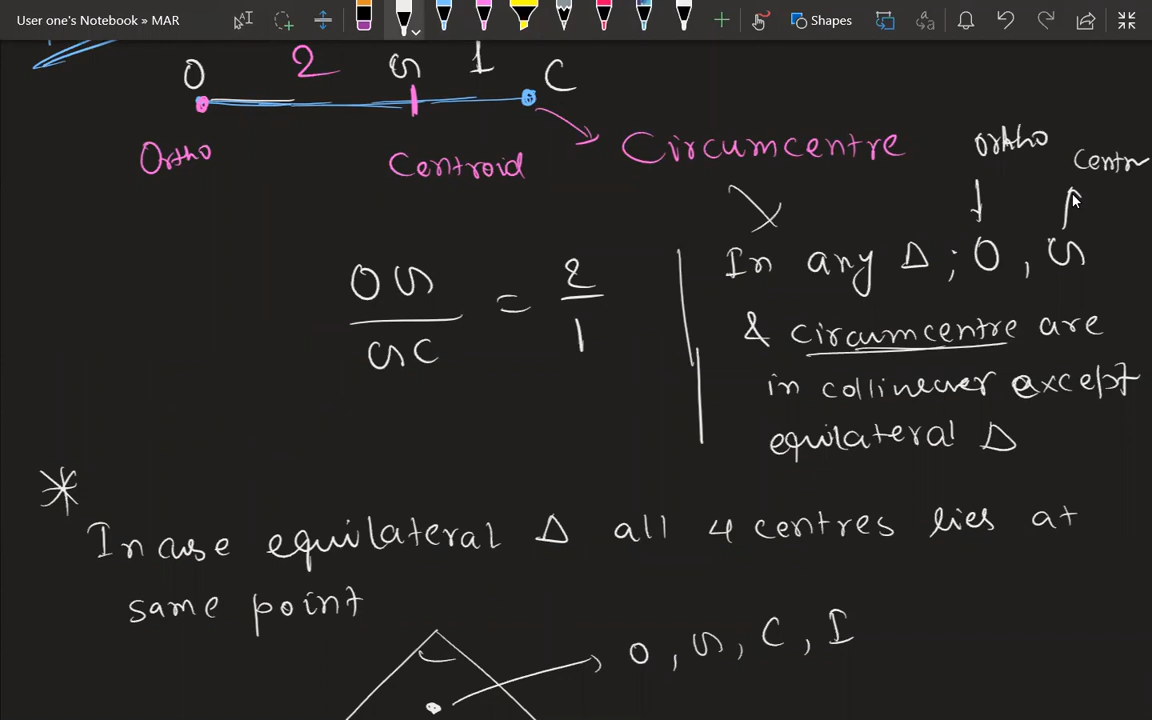 User one's Notebook » MAR
Shapes
O 2 G 1 C
Ortho
Centroid
Circumcentre
Ortho
Centr
In any Δ ; O , G
OG / GC = 2 / 1
& circumcentre are
in collinear except
equilateral Δ
*
In case equilateral Δ all 4 centres lies at
same point
O , G , C , I